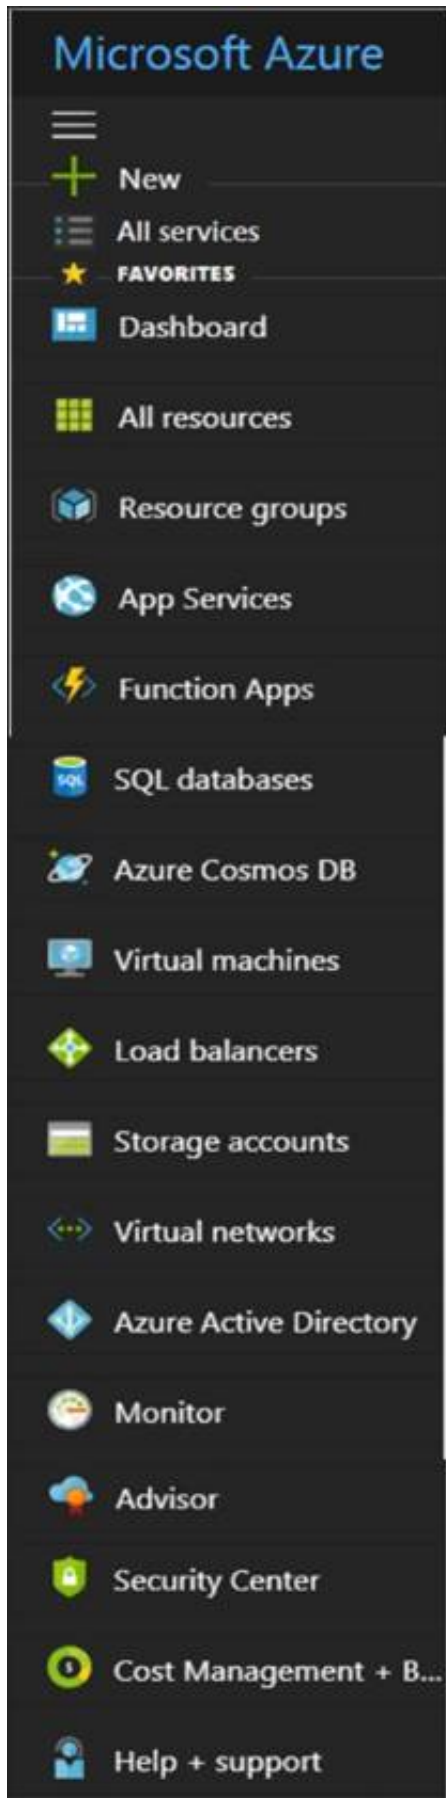 Microsoft Azure
New
All services
FAVORITES
Dashboard
All resources
Resource groups
App Services
Function Apps
SQL databases
Azure Cosmos DB
Virtual machines
Load balancers
Storage accounts
Virtual networks
Azure Active Directory
Monitor
Advisor
Security Center
Cost Management + B...
Help + support